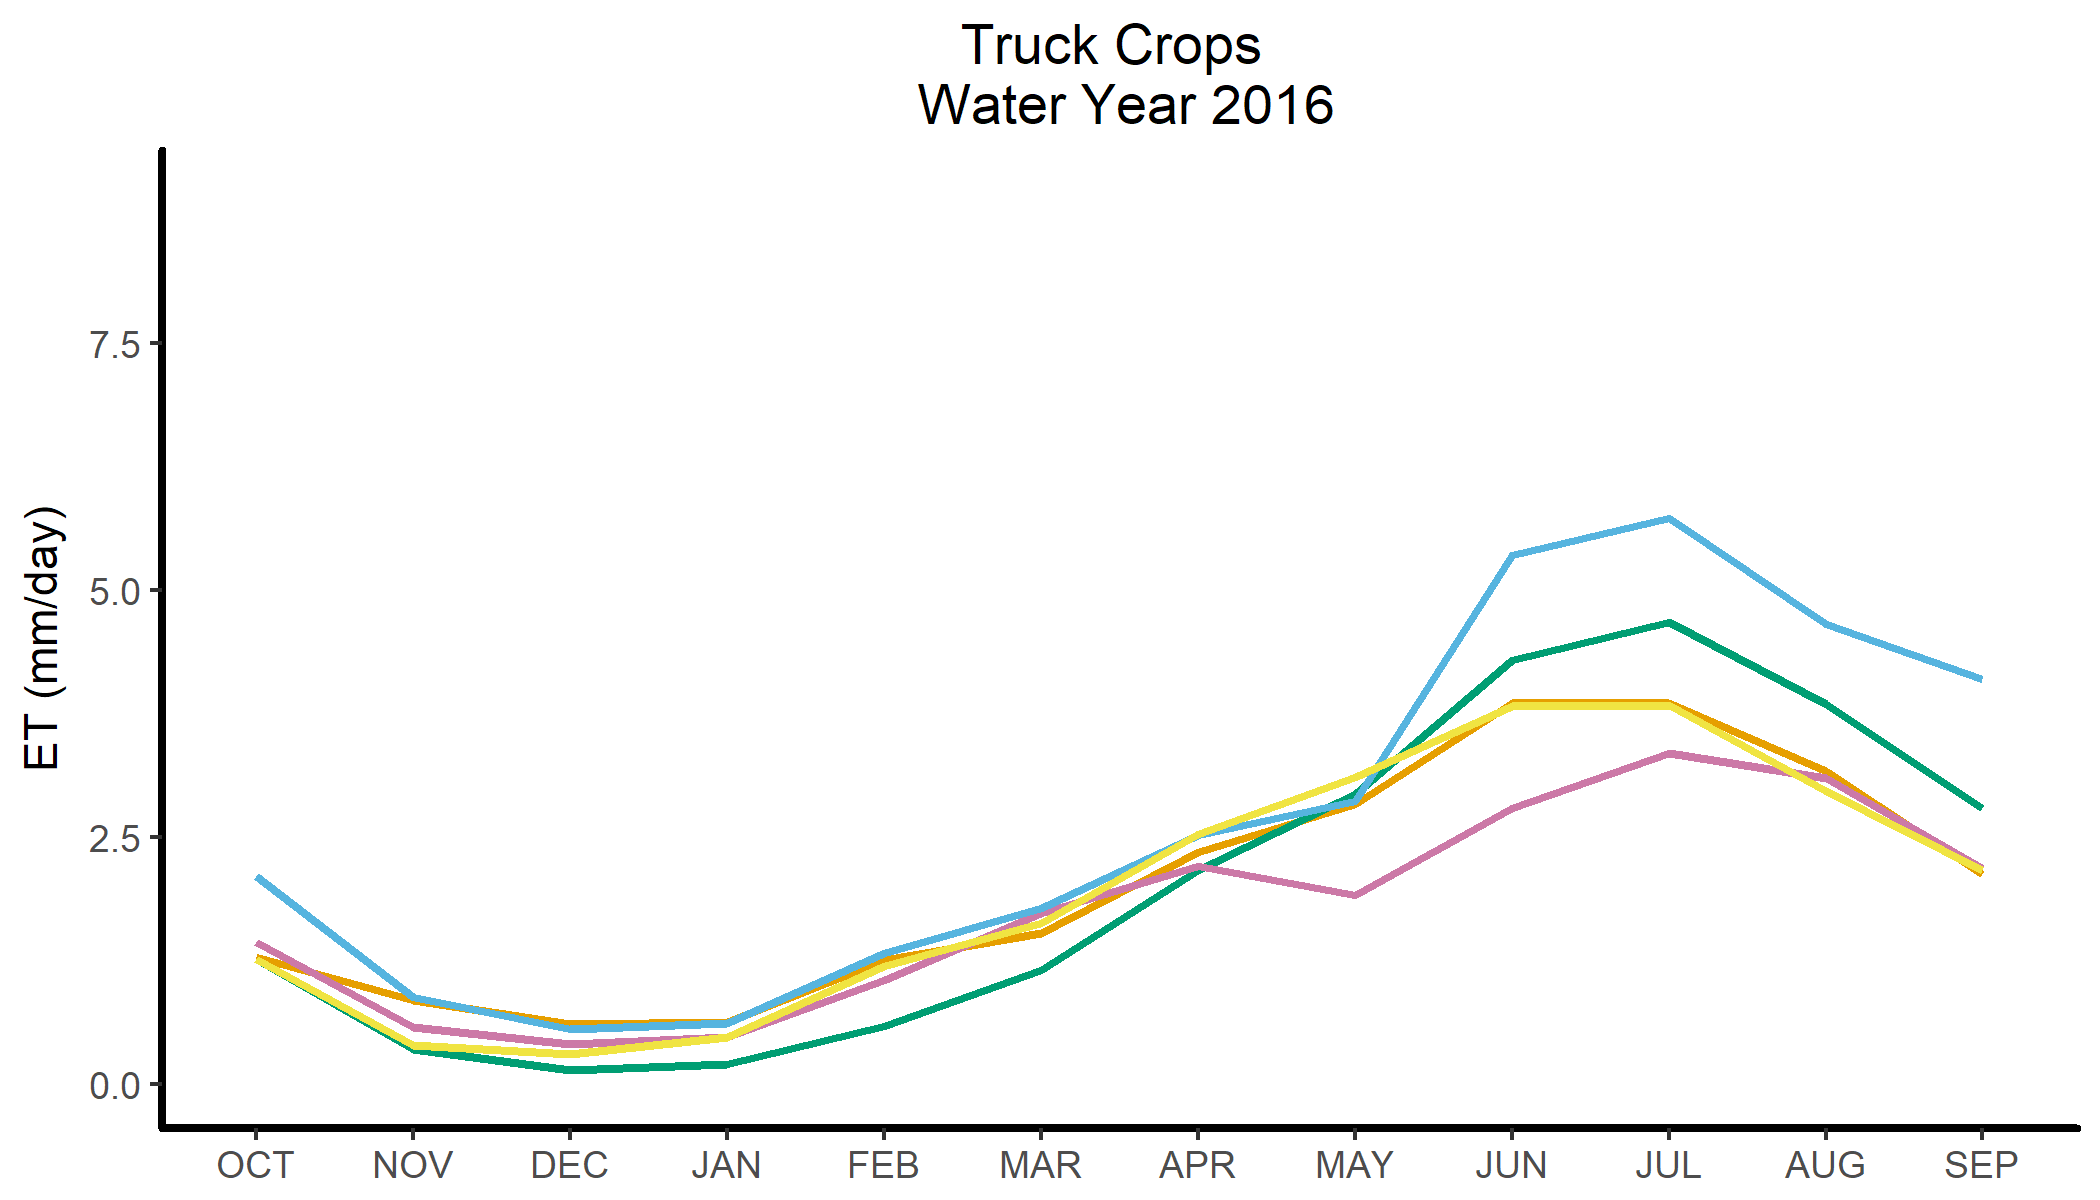 Truck Crops
Water Year 2016
ET (mm/day)
7.5
5.0
2.5
0.0
OCT NOV DEC JAN FEB MAR APR MAY JUN JUL AUG SEP